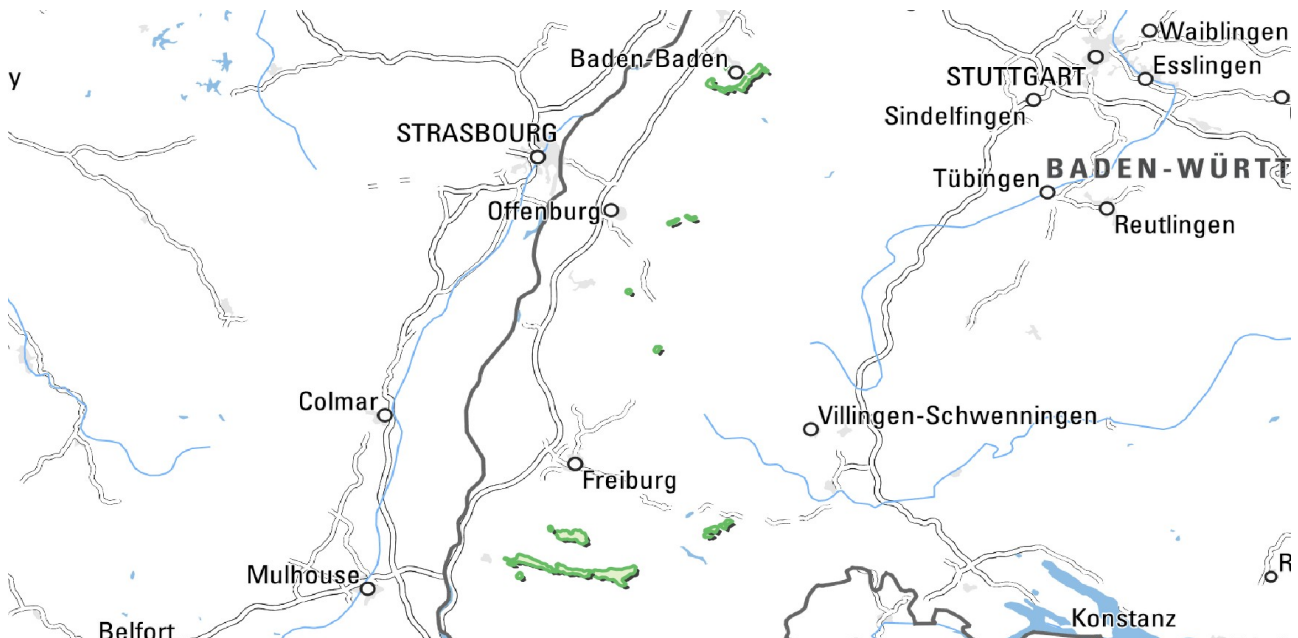 Waiblingen
Baden-Baden
Esslingen
y
STUTTGART
Sindelfingen
STRASBOURG
BADEN-WÜRTT
Tübingen
Offenburg
Reutlingen
Colmar
Villingen-Schwenningen
Freiburg
R
Mulhouse
Konstanz
Belfort